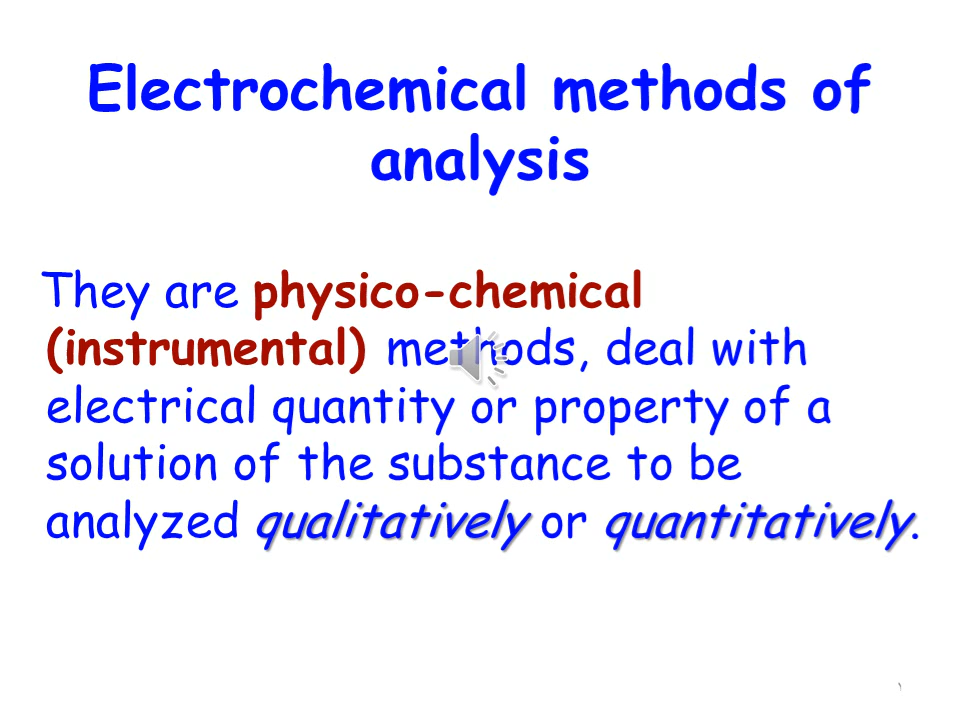 Electrochemical methods of
analysis
They are physico-chemical
(instrumental) methods, deal with
electrical quantity or property of a
solution of the substance to be
analyzed qualitatively or quantitatively.
١